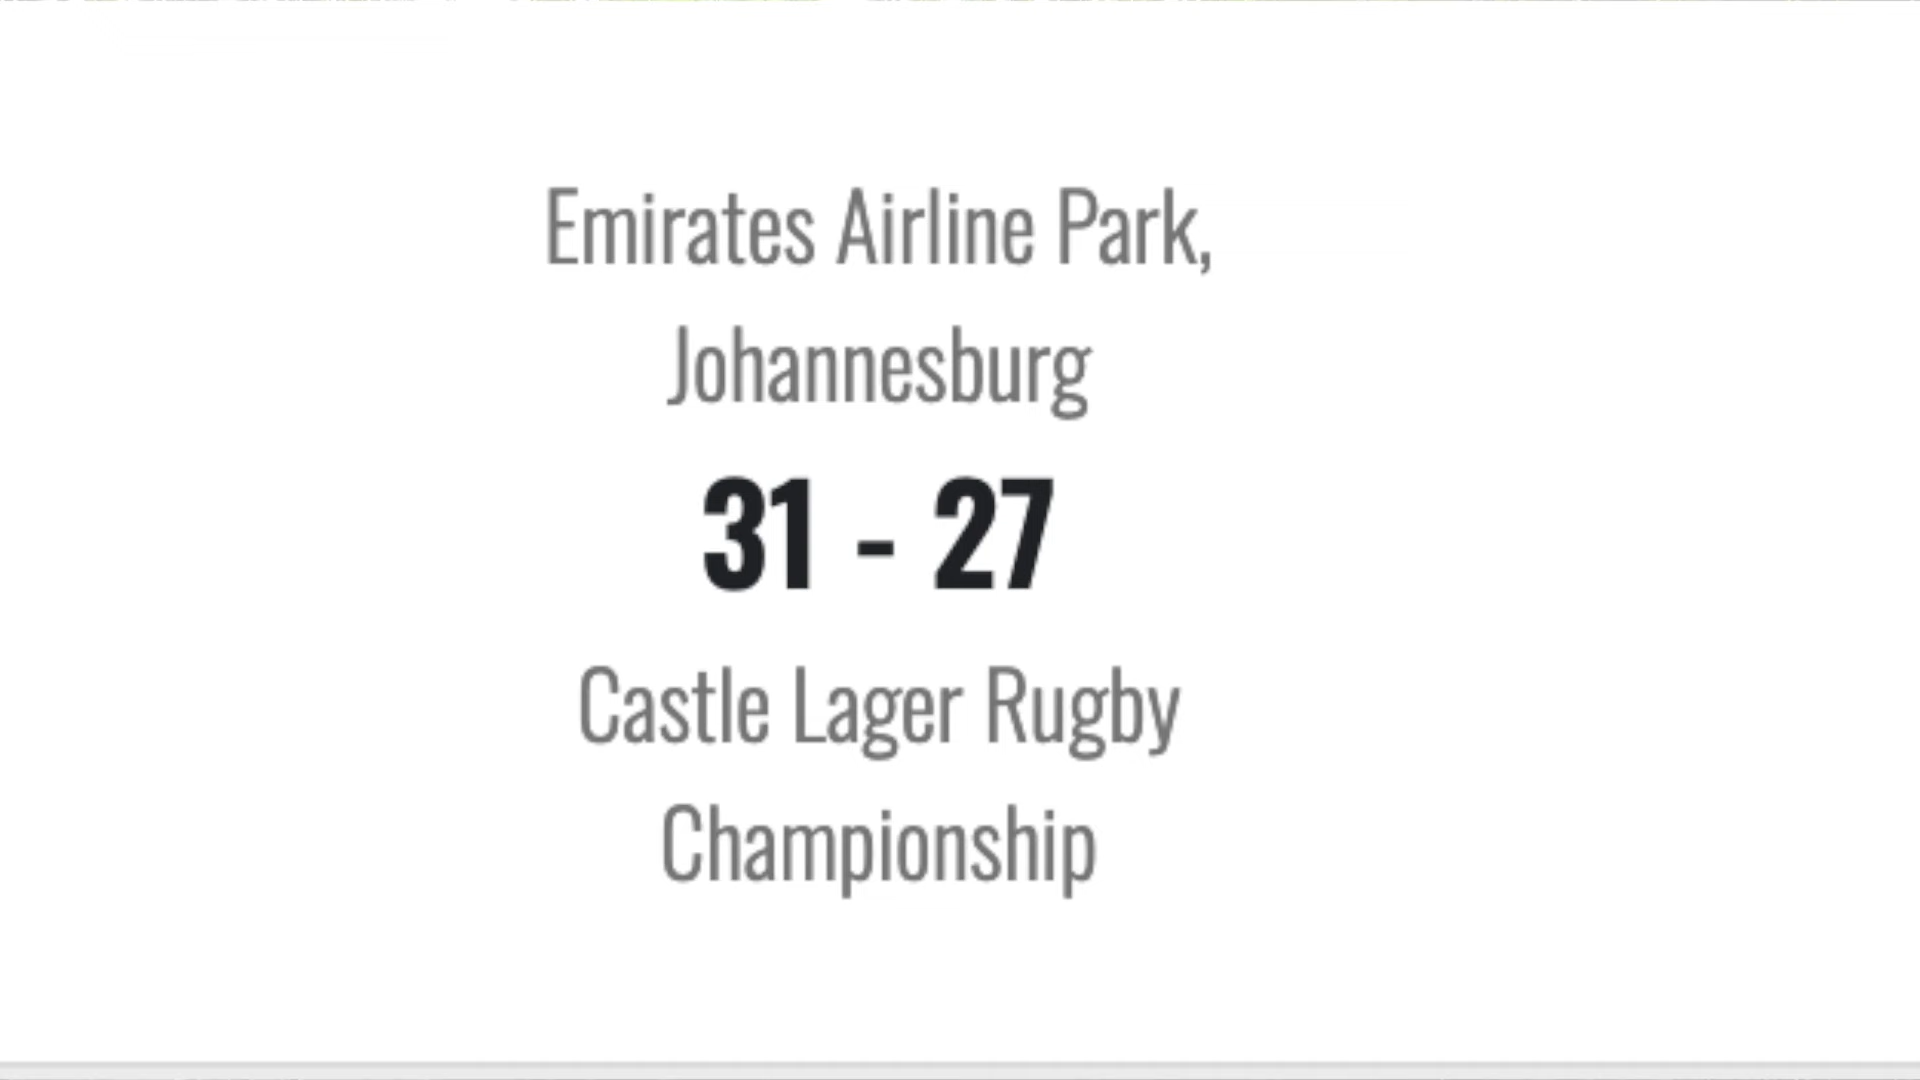 Emirates Airline Park,
Johannesburg
31 - 27
Castle Lager Rugby
Championship